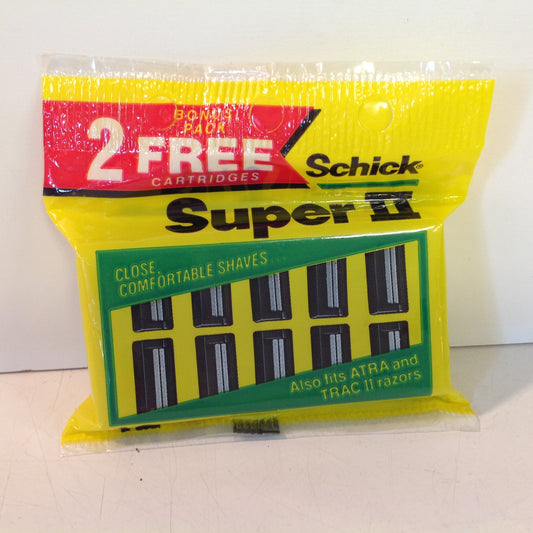 BONUS
PACK
2 FREE
CARTRIDGES
Schick®
Super II
CLOSE,
COMFORTABLE SHAVES...
Also fits ATRA and
TRAC II razors